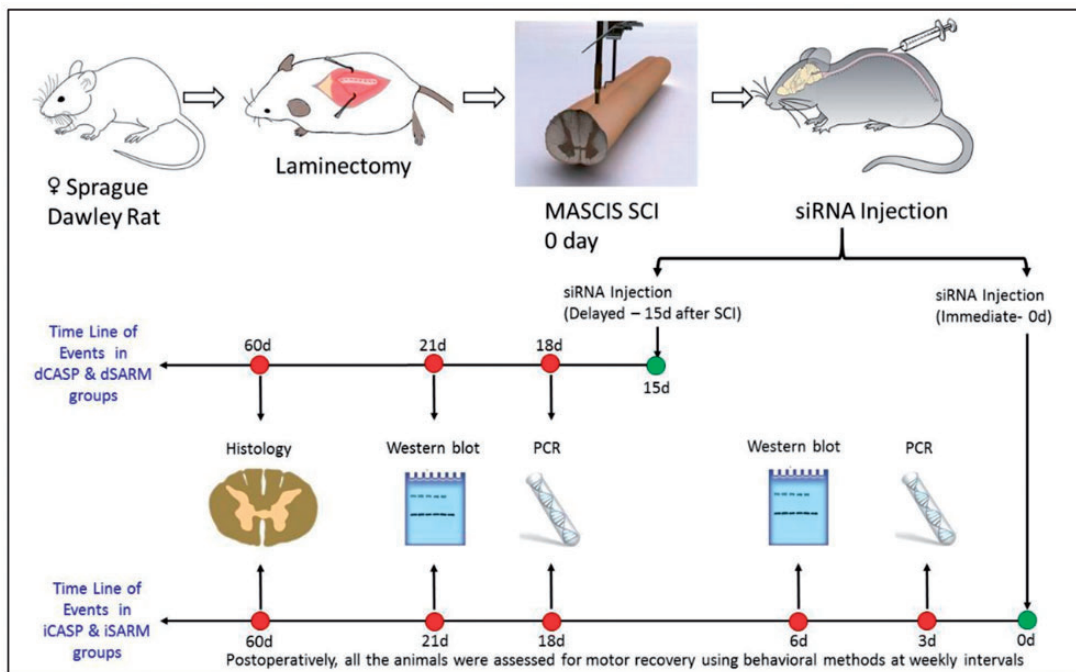 ♀ Sprague
Dawley Rat
Laminectomy
MASCIS SCI
0 day
siRNA Injection
siRNA Injection
(Delayed – 15d after SCI)
siRNA Injection
(Immediate- 0d)
Time Line of
Events in
dCASP & dSARM
groups
60d
21d
18d
15d
Histology
Western blot
PCR
Western blot
PCR
Time Line of
Events in
iCASP & iSARM
groups
60d
21d
18d
6d
3d
0d
Postoperatively, all the animals were assessed for motor recovery using behavioral methods at weekly intervals